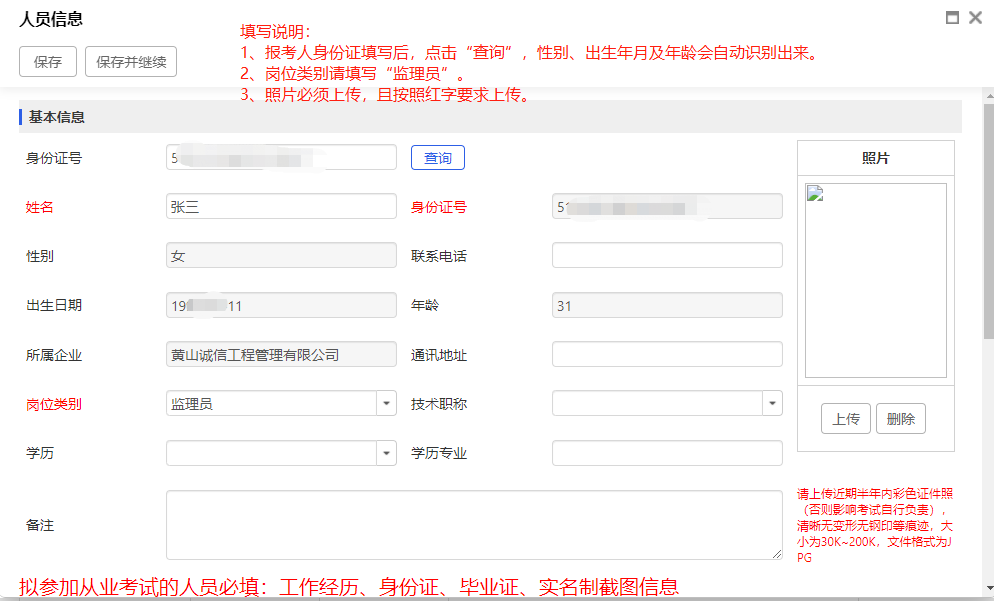 人员信息
填写说明：
保存 保存并继续
1、报考人身份证填写后，点击“查询”，性别、出生年月及年龄会自动识别出来。
2、岗位类别请填写“监理员”。
3、照片必须上传，且按照红字要求上传。
基本信息
身份证号 5 查询
照片
姓名 张三 身份证号 51
性别 女 联系电话
出生日期 19 11 年龄 31
所属企业 黄山诚信工程管理有限公司 通讯地址
岗位类别 监理员 技术职称
上传 删除
学历 学历专业
备注
请上传近期半年内彩色证件照
（否则影响考试自行负责），
清晰无变形无钢印等痕迹，大
小为30K~200K，文件格式为J
PG
拟参加从业考试的人员必填：工作经历、身份证、毕业证、实名制截图信息